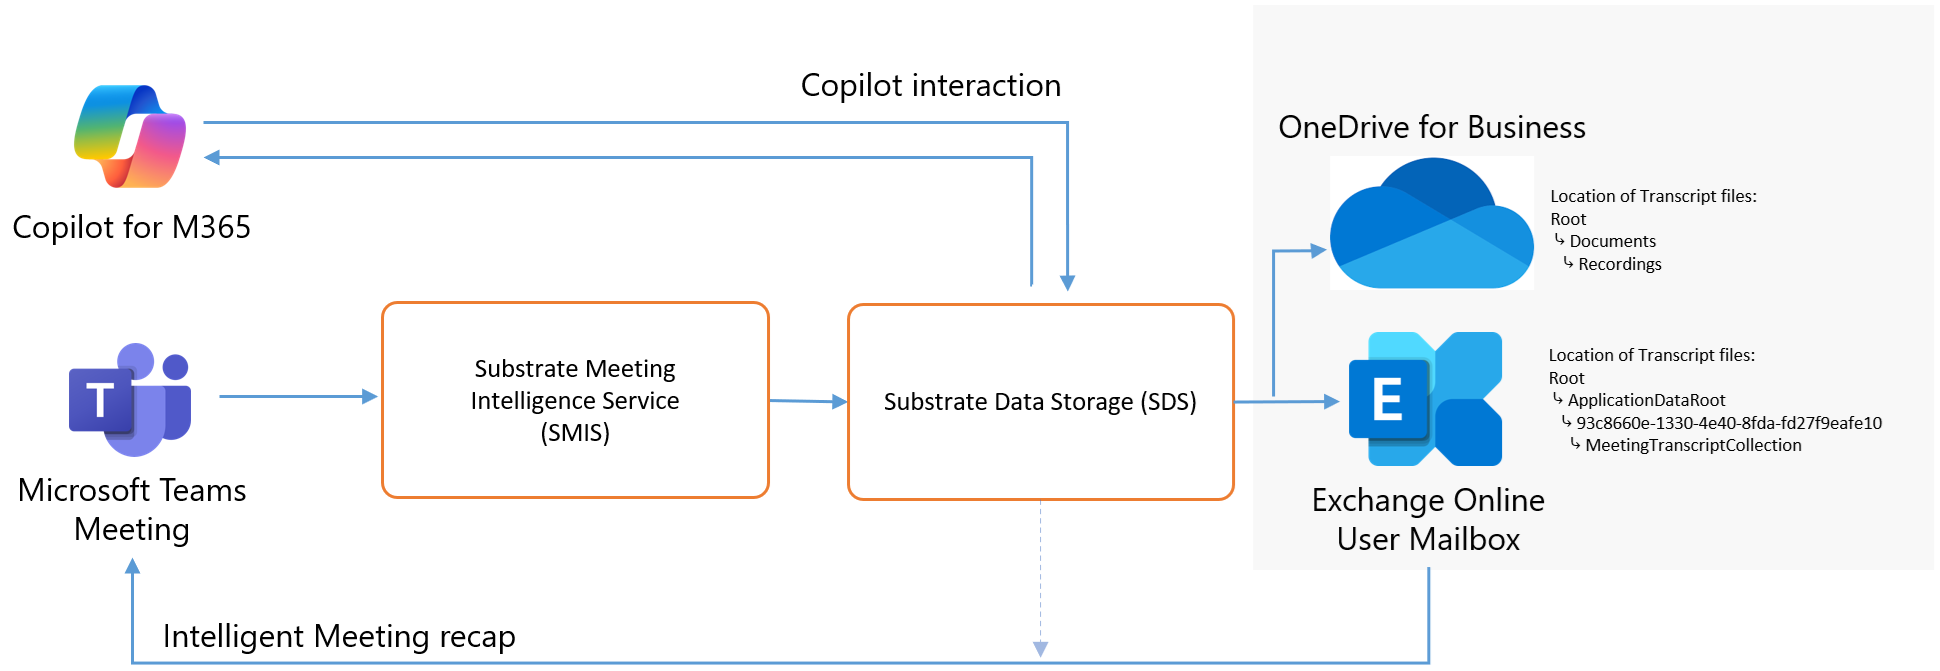 Copilot interaction
OneDrive for Business
Location of Transcript files:
Root
↳ Documents
↳ Recordings
Copilot for M365
T
Substrate Meeting
Intelligence Service
(SMIS)
Substrate Data Storage (SDS)
E
Location of Transcript files:
Root
↳ ApplicationDataRoot
↳ 93c8660e-1330-4e40-8fda-fd27f9eafe10
↳ MeetingTranscriptCollection
Microsoft Teams
Meeting
Exchange Online
User Mailbox
Intelligent Meeting recap